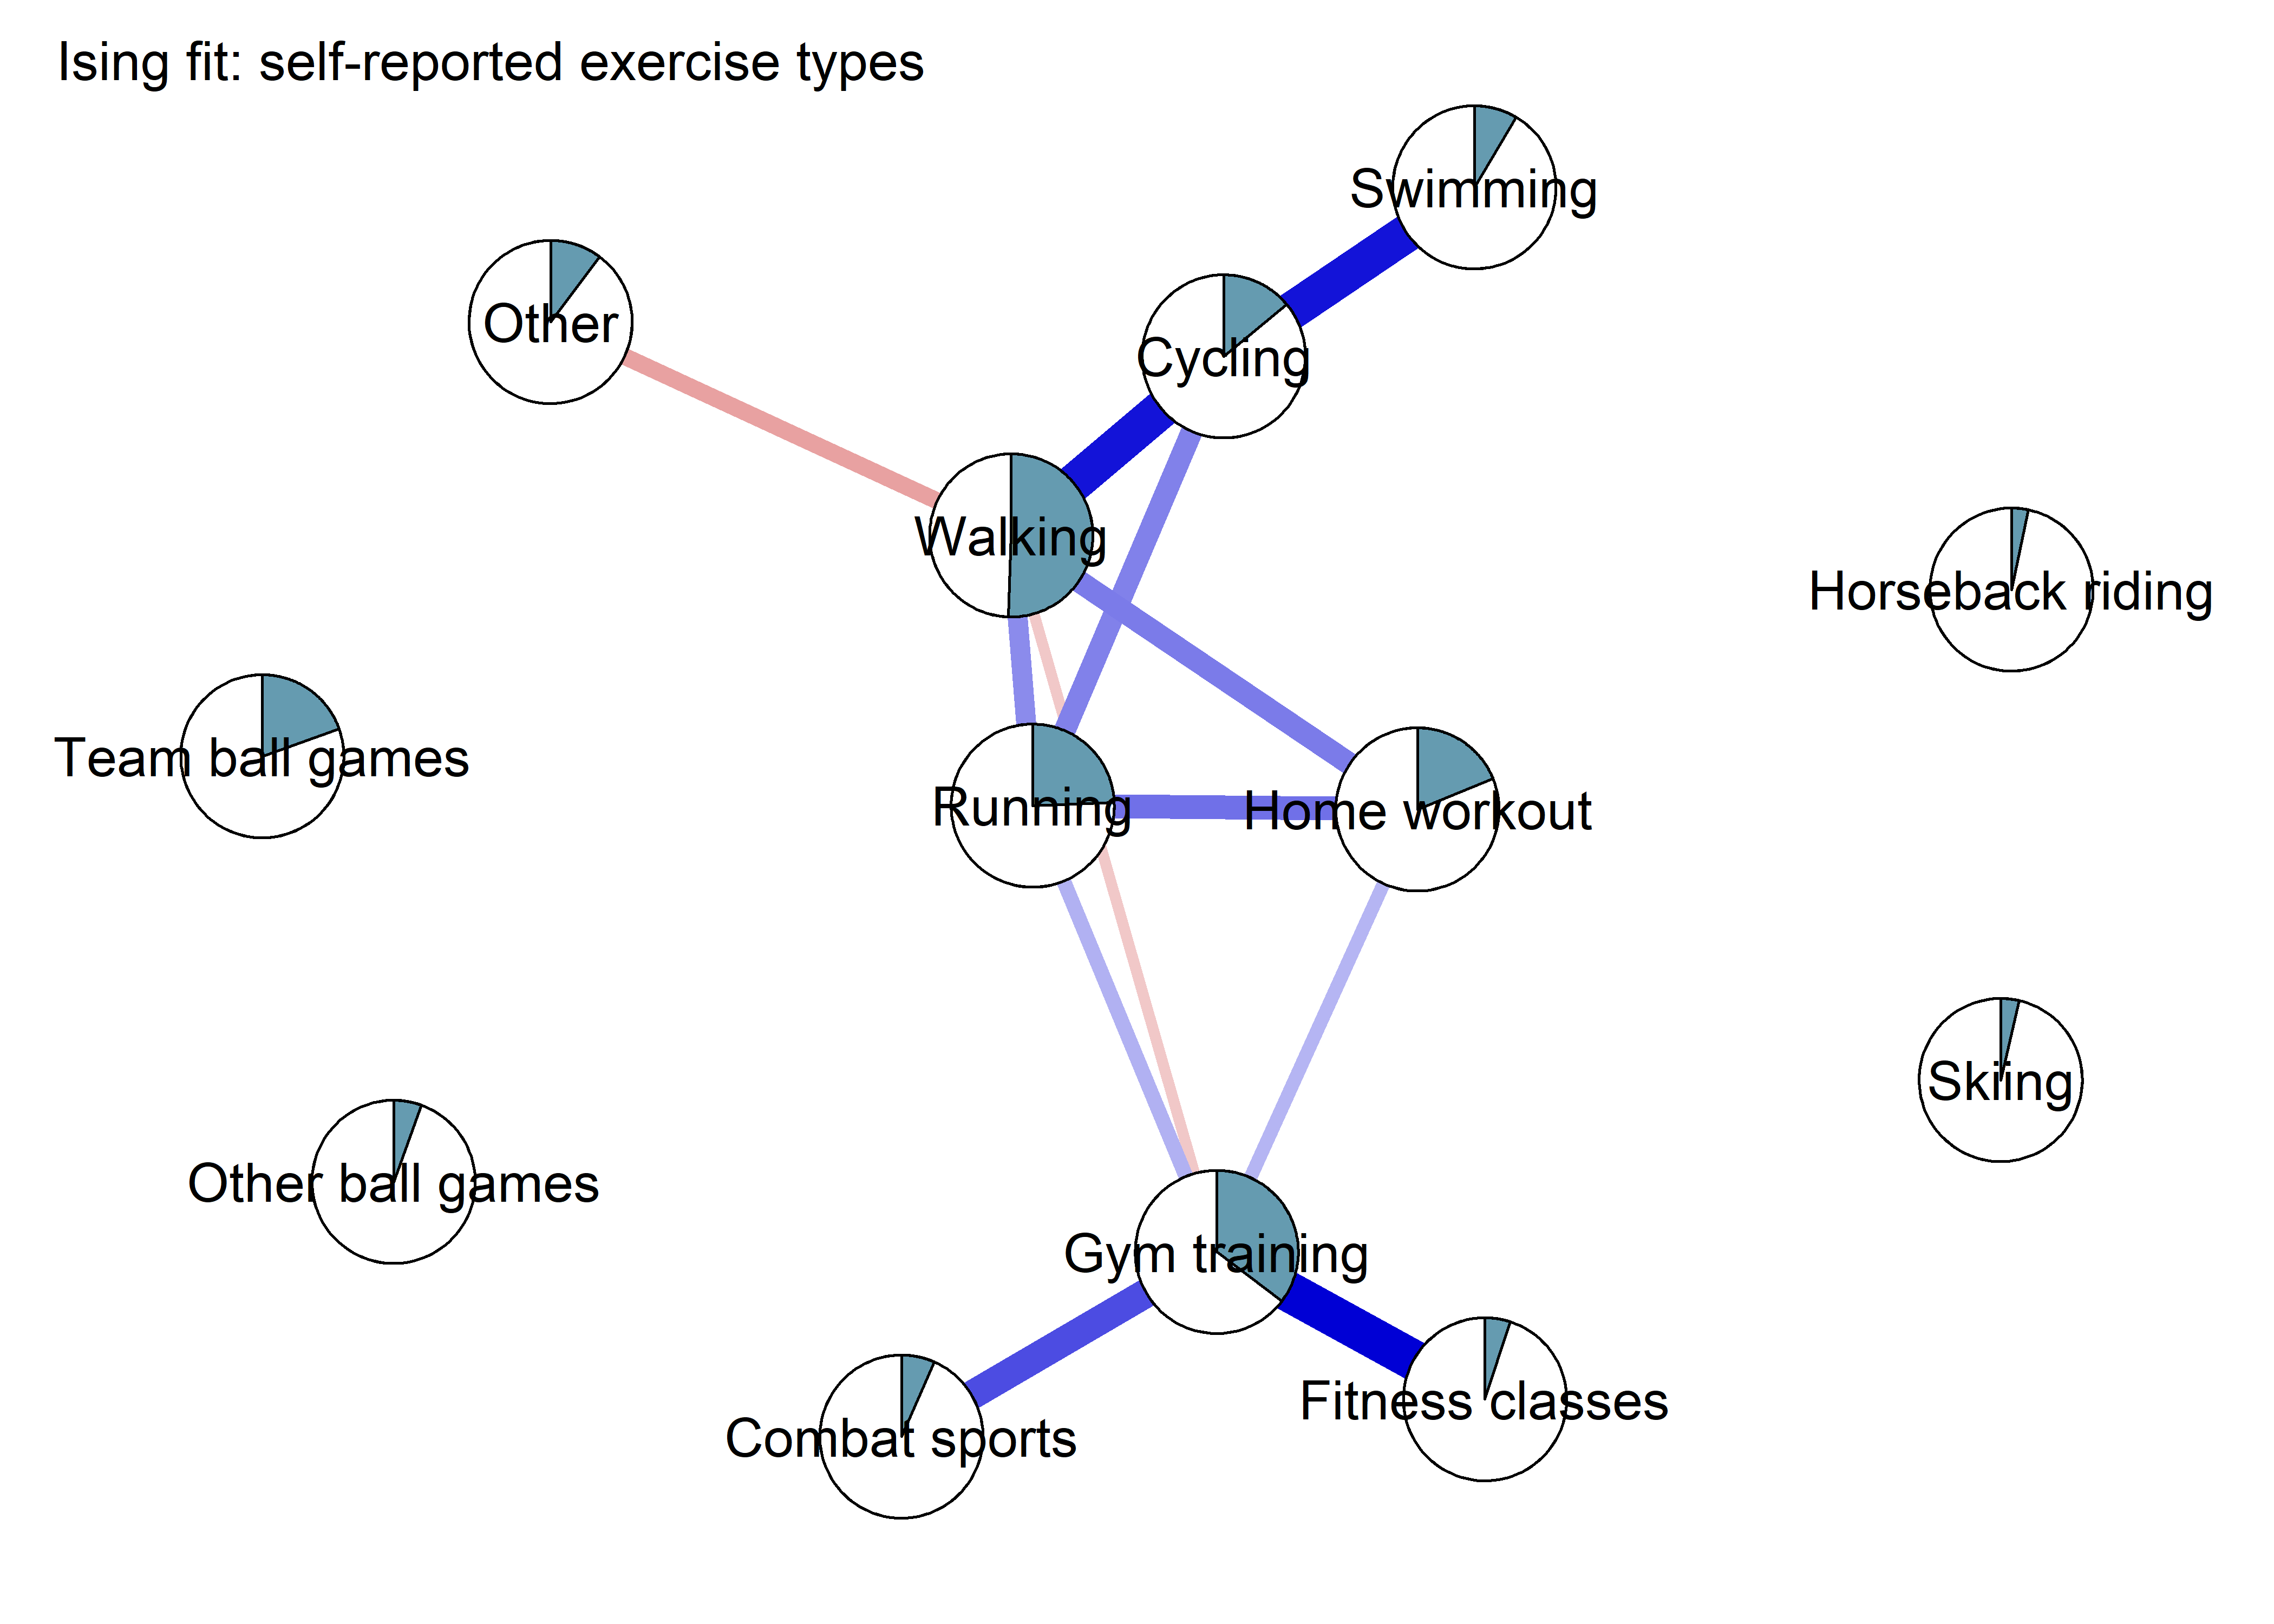 Ising fit: self-reported exercise types
Swimming
Other
Cycling
Walking
Horseback riding
Team ball games
Running
Home workout
Skiing
Other ball games
Gym training
Fitness classes
Combat sports